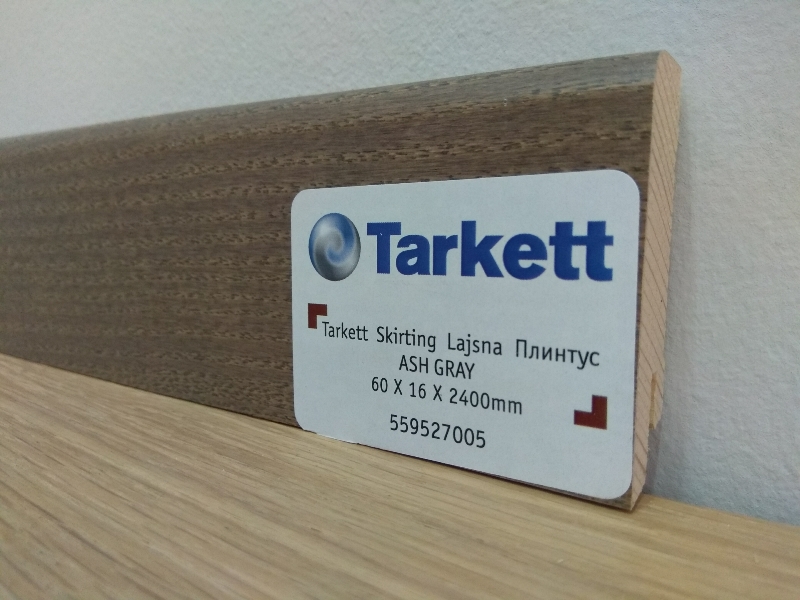 Tarkett
Tarkett Skirting Lajsna Плинтус
ASH GRAY
60 X 16 X 2400mm
559527005